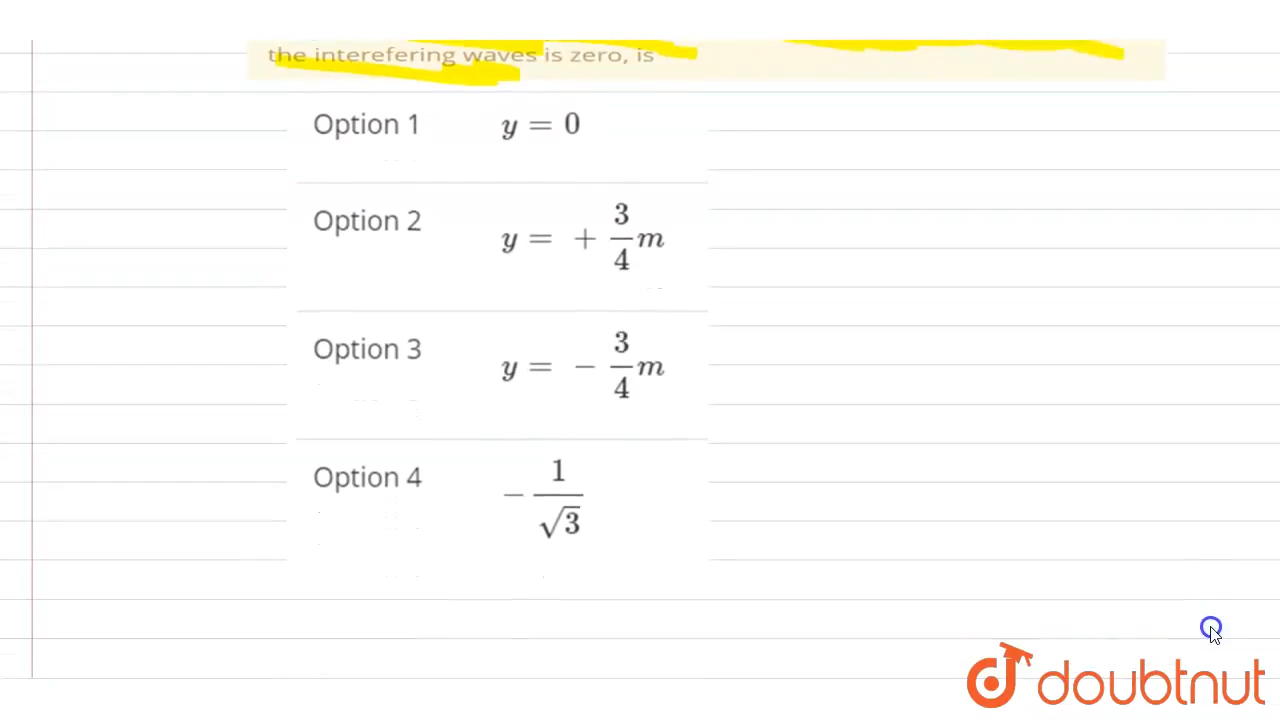 the interefering waves is zero, is
Option 1 y = 0
Option 2 y = + 3/4 m
Option 3 y = − 3/4 m
Option 4 − 1/√3
doubtnut